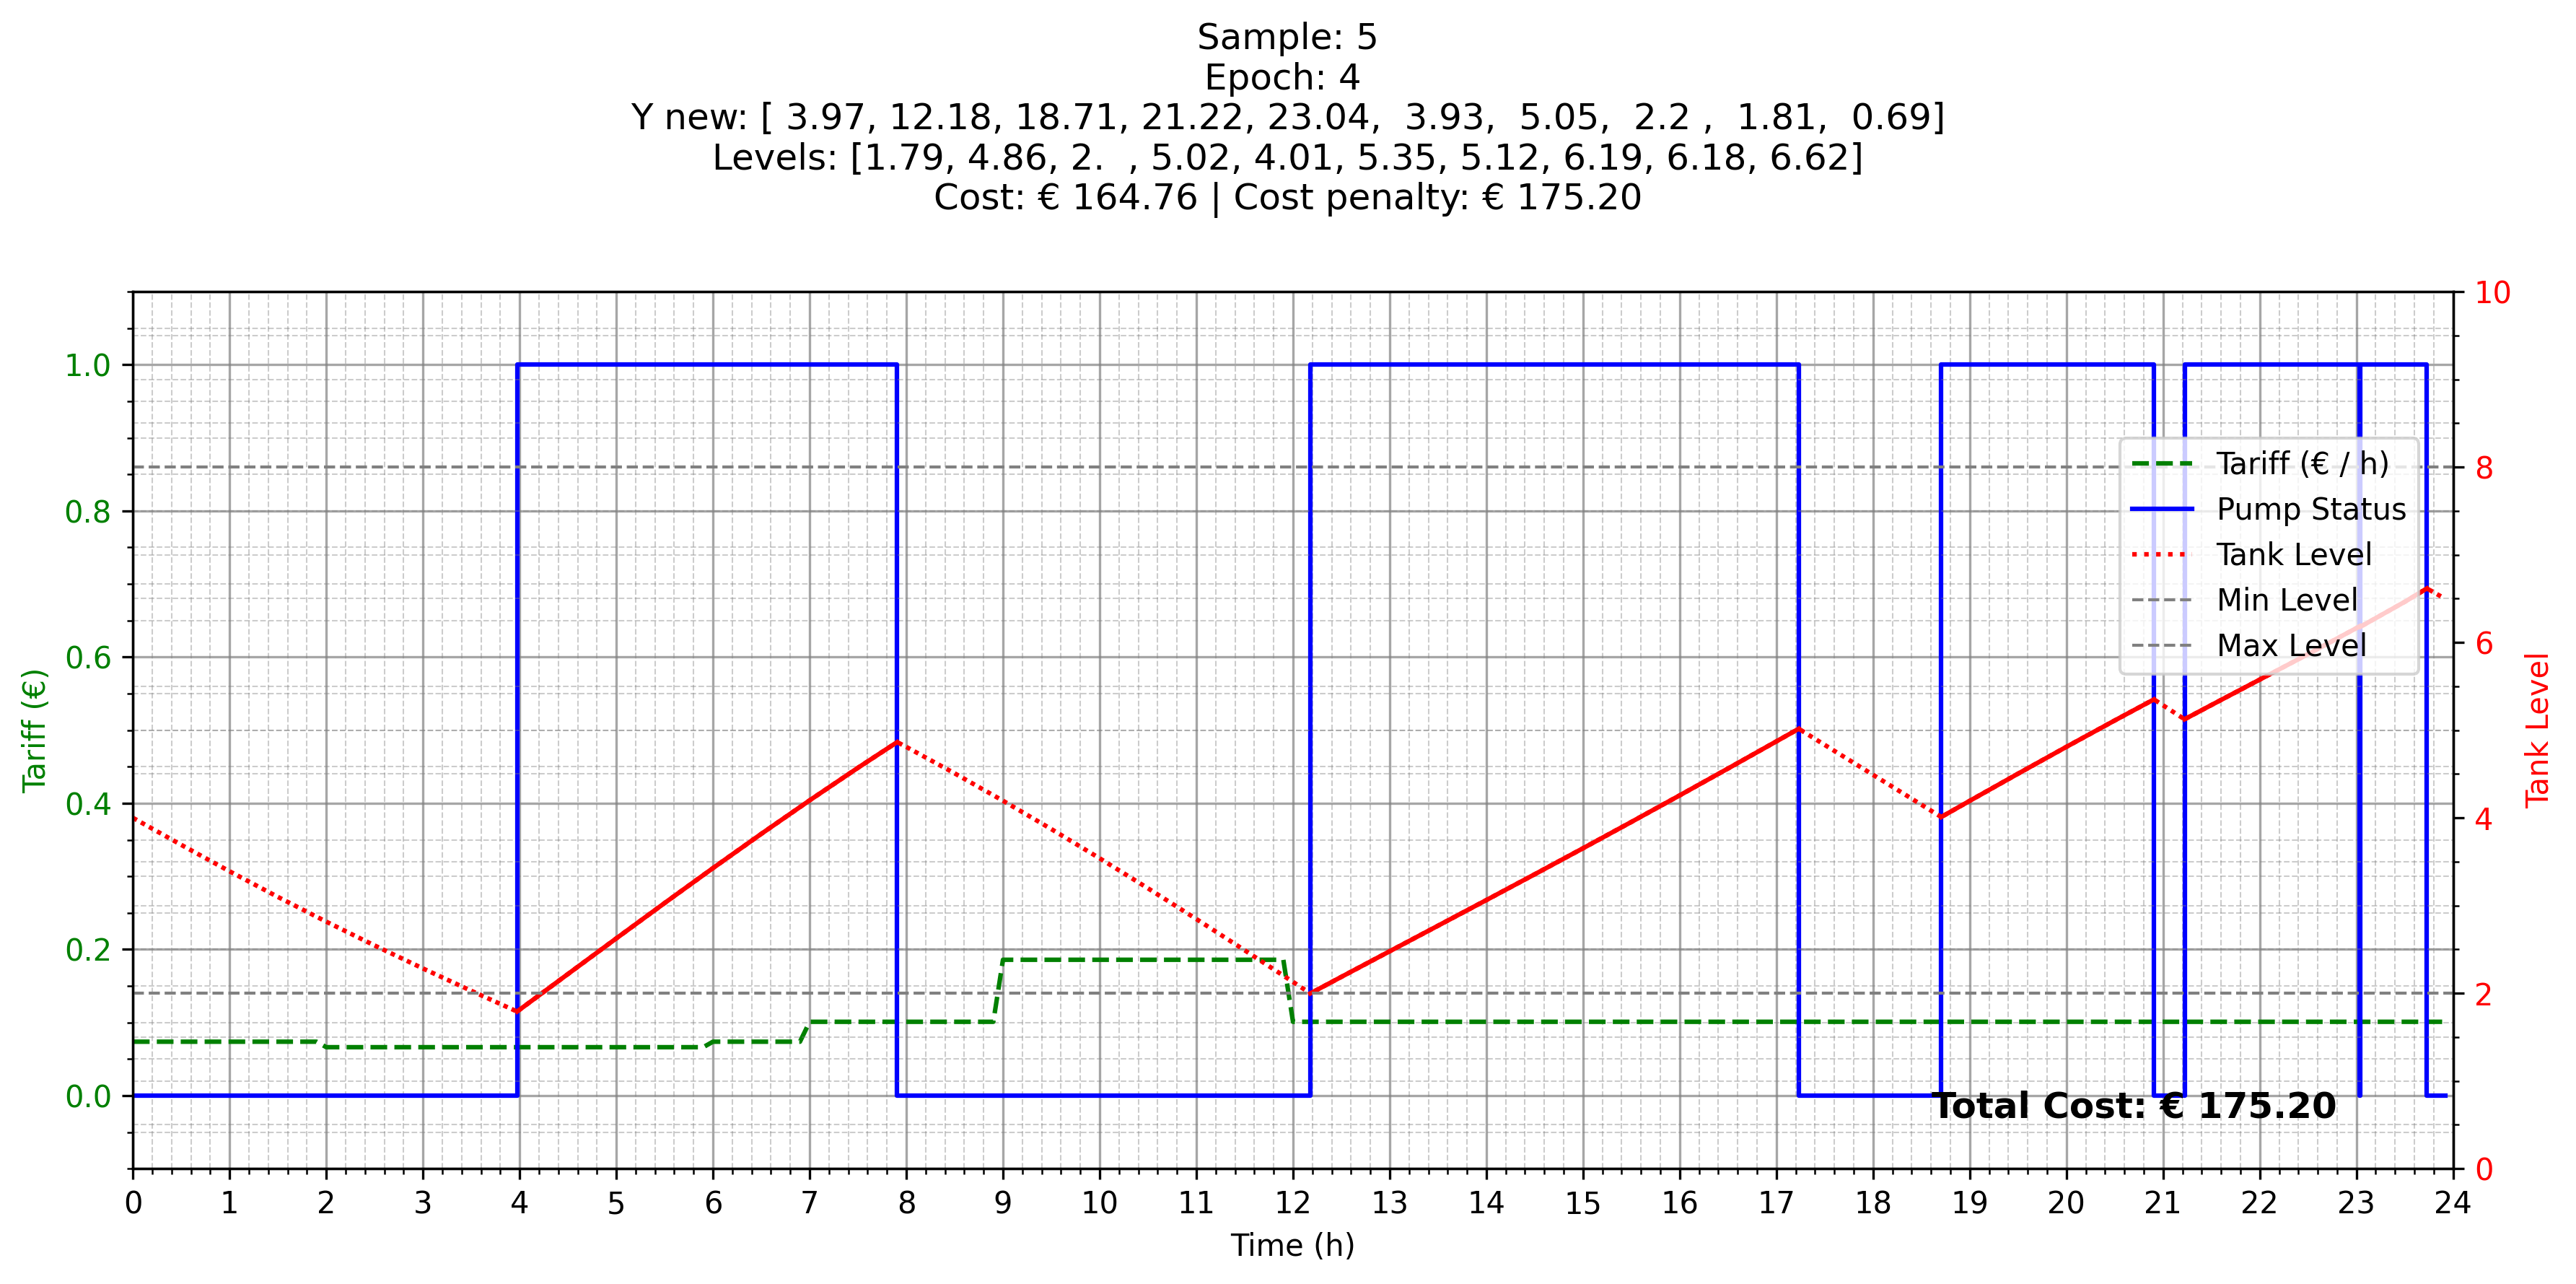 Sample: 5
Epoch: 4
Y new: [ 3.97, 12.18, 18.71, 21.22, 23.04,  3.93,  5.05,  2.2 ,  1.81,  0.69]
Levels: [1.79, 4.86, 2.  , 5.02, 4.01, 5.35, 5.12, 6.19, 6.18, 6.62]
Cost: € 164.76 | Cost penalty: € 175.20
1.0
0.8
0.6
0.4
0.2
0.0
Tariff (€)
10
8
6
4
2
0
Tank Level
Tariff (€ / h)
Pump Status
Tank Level
Min Level
Max Level
Total Cost: € 175.20
0 1 2 3 4 5 6 7 8 9 10 11 12 13 14 15 16 17 18 19 20 21 22 23 24
Time (h)